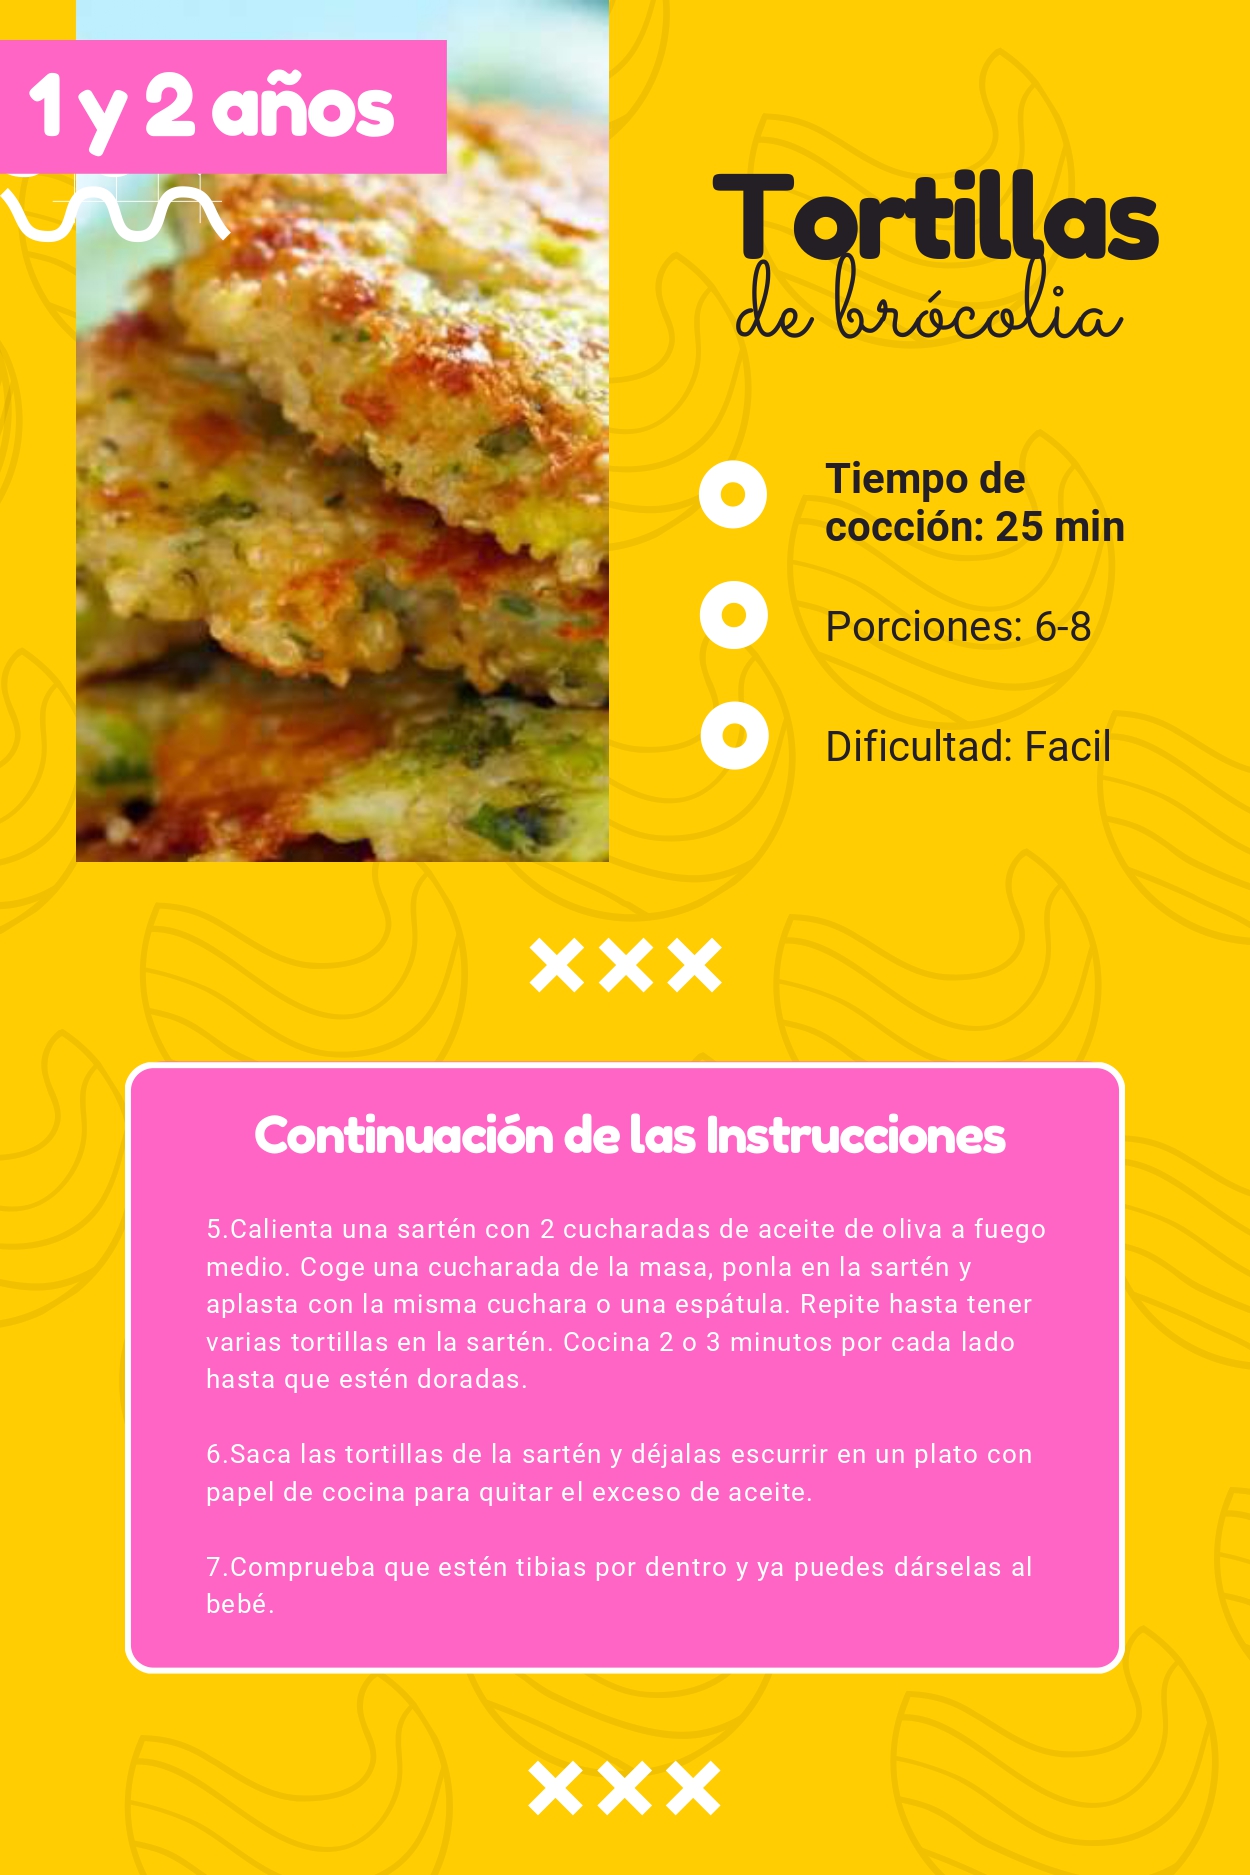 1 y 2 años
Tortillas
de brócolia
Tiempo de
cocción: 25 min
Porciones: 6-8
Dificultad: Facil
Continuación de las Instrucciones
5.Calienta una sartén con 2 cucharadas de aceite de oliva a fuego
medio. Coge una cucharada de la masa, ponla en la sartén y
aplasta con la misma cuchara o una espátula. Repite hasta tener
varias tortillas en la sartén. Cocina 2 o 3 minutos por cada lado
hasta que estén doradas.
6.Saca las tortillas de la sartén y déjalas escurrir en un plato con
papel de cocina para quitar el exceso de aceite.
7.Comprueba que estén tibias por dentro y ya puedes dárselas al
bebé.